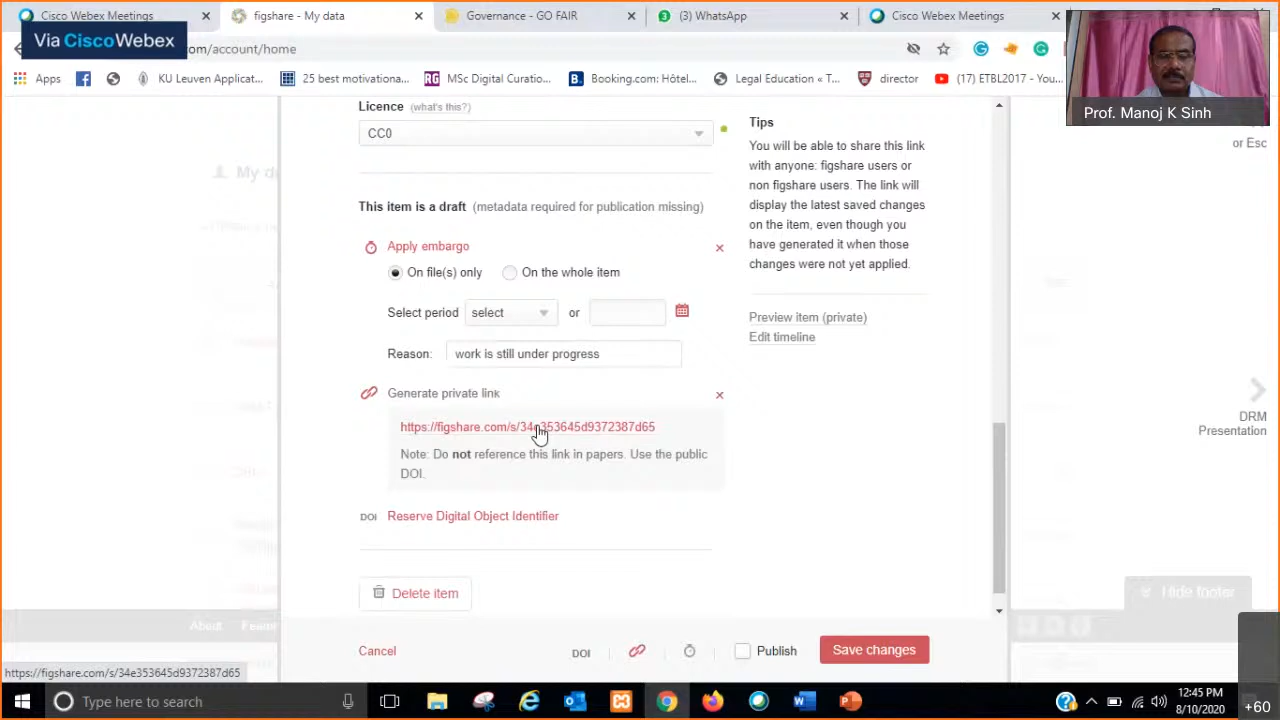 Cisco Webex Meetings
figshare - My data
Governance - GO FAIR
(3) WhatsApp
Cisco Webex Meetings
Via Cisco Webex
com/account/home
Apps
KU Leuven Applicat...
25 best motivationa...
MSc Digital Curatio...
Booking.com: Hôtel...
Legal Education « T...
director
(17) ETBL2017 - You...
Prof. Manoj K Sinh
or Esc
Licence (what's this?)
CC0
My d
This item is a draft (metadata required for publication missing)
Apply embargo
On file(s) only
On the whole item
Select period
select
or
Reason:
work is still under progress
Generate private link
https://figshare.com/s/34e353645d9372387d65
Note: Do not reference this link in papers. Use the public
DOI.
DOI Reserve Digital Object Identifier
Delete item
Tips
You will be able to share this link
with anyone: figshare users or
non figshare users. The link will
display the latest saved changes
on the item, even though you
have generated it when those
changes were not yet applied.
Preview item (private)
Edit timeline
DRM
Presentation
Hide footer
About
Cancel
DOI
Publish
Save changes
https://figshare.com/s/34e353645d9372387d65
Type here to search
12:45 PM
8/10/2020
+60